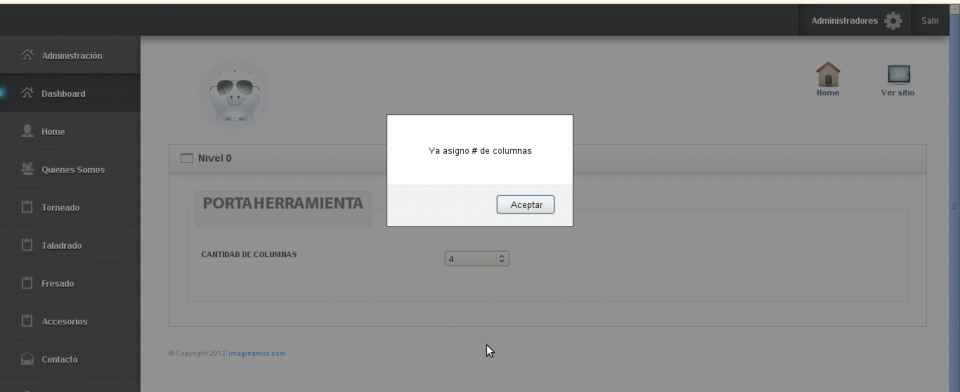 Administradores
Salir
Administración
Dashboard
Home
Quienes Somos
Torneado
Taladrado
Fresado
Accesorios
Contacto
Home
Ver sitio
Nivel 0
PORTAHERRAMIENTA
CANTIDAD DE COLUMNAS
4
Ya asigno # de columnas
Aceptar
© Copyright 2012 imaginamos.com